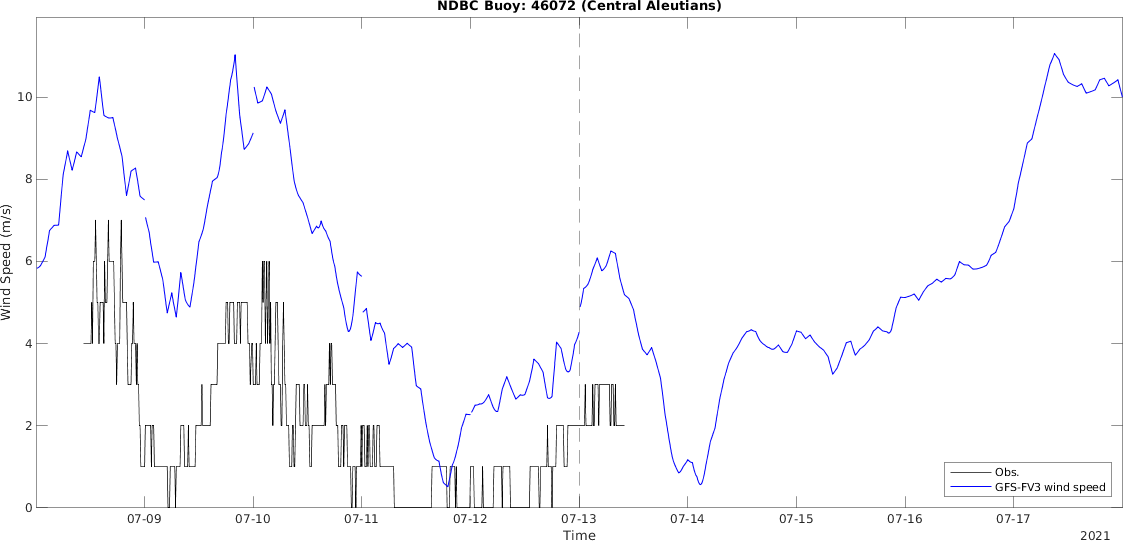 NDBC Buoy: 46072 (Central Aleutians)
Wind Speed (m/s)
10
8
6
4
2
0
Obs.
GFS-FV3 wind speed
07-09 07-10 07-11 07-12 07-13 07-14 07-15 07-16 07-17
Time
2021